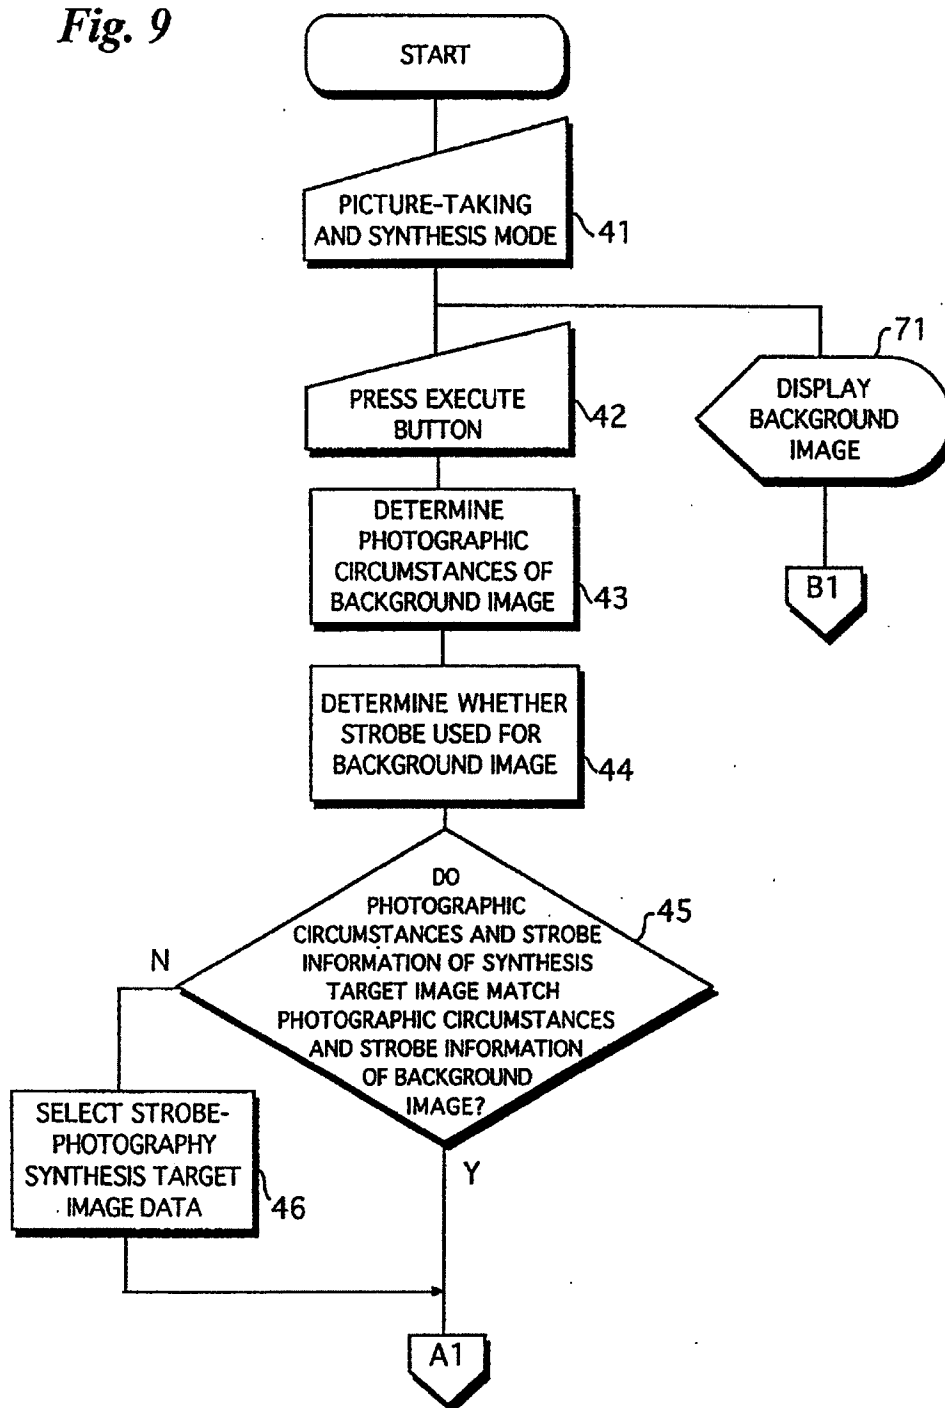 Fig. 9
START
PICTURE-TAKING
AND SYNTHESIS MODE
41
71
DISPLAY
BACKGROUND
IMAGE
PRESS EXECUTE
BUTTON
42
DETERMINE
PHOTOGRAPHIC
CIRCUMSTANCES OF
BACKGROUND IMAGE
43
B1
DETERMINE WHETHER
STROBE USED FOR
BACKGROUND IMAGE
44
DO
PHOTOGRAPHIC
CIRCUMSTANCES AND STROBE
INFORMATION OF SYNTHESIS
TARGET IMAGE MATCH
PHOTOGRAPHIC CIRCUMSTANCES
AND STROBE INFORMATION
OF BACKGROUND
IMAGE?
45
N
SELECT STROBE-
PHOTOGRAPHY
SYNTHESIS TARGET
IMAGE DATA
46
Y
A1